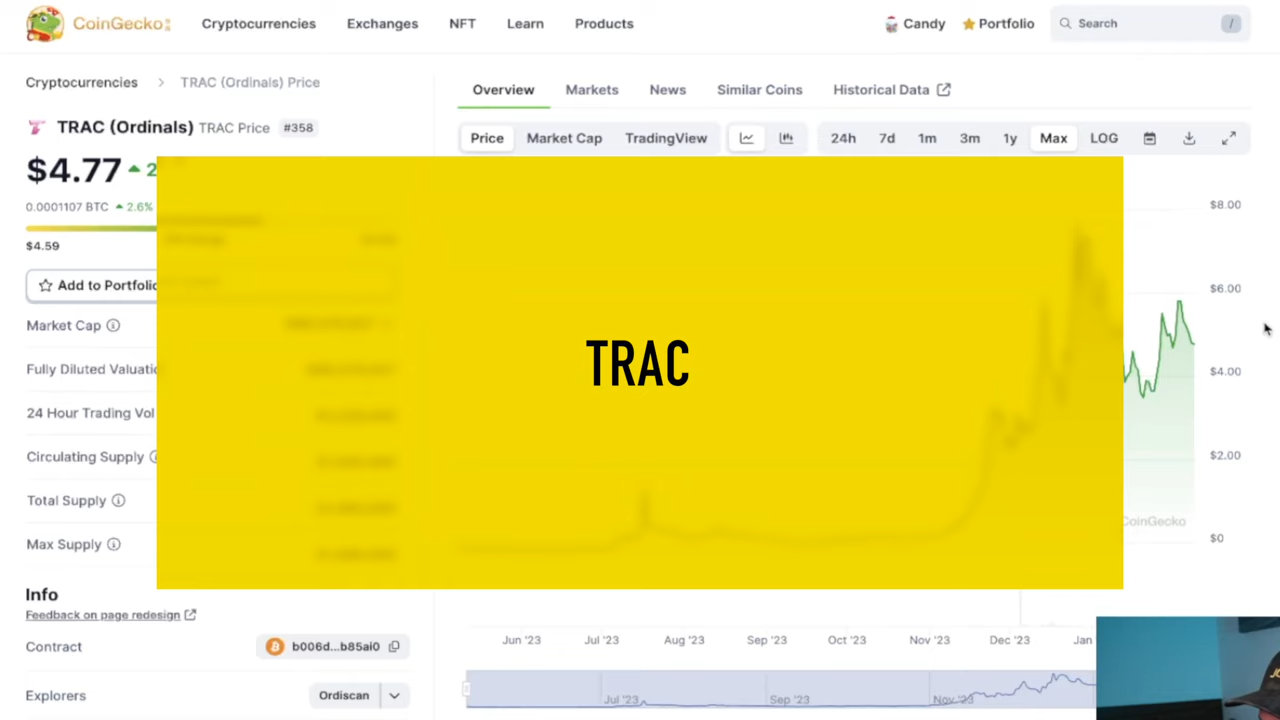 CoinGecko
Cryptocurrencies Exchanges NFT Learn Products
Candy Portfolio Search /
Cryptocurrencies > TRAC (Ordinals) Price
Overview Markets News Similar Coins Historical Data
TRAC (Ordinals) TRAC Price #358
Price Market Cap TradingView 24h 7d 1m 3m 1y Max LOG
$4.77 2
0.0001107 BTC 2.6%
$4.59
Add to Portfolio
Market Cap
Fully Diluted Valuatio
24 Hour Trading Vol
Circulating Supply
Total Supply
Max Supply
TRAC
$8.00
$6.00
$4.00
$2.00
$0
CoinGecko
Info
Feedback on page redesign
Contract b006d...b85ai0
Explorers Ordiscan
Jun '23 Jul '23 Aug '23 Sep '23 Oct '23 Nov '23 Dec '23 Jan
Jul '23 Sep '23 Nov '23